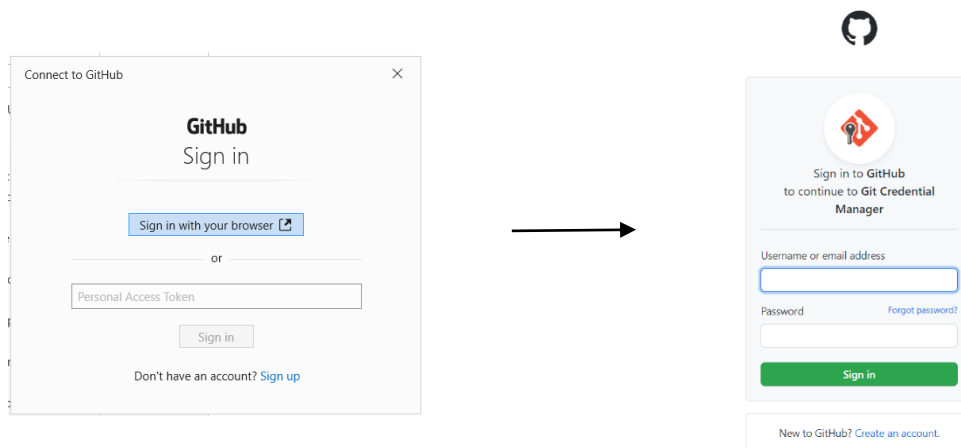 Connect to GitHub
GitHub
Sign in
Sign in with your browser
or
Personal Access Token
Sign in
Don't have an account? Sign up
Sign in to GitHub
to continue to Git Credential
Manager
Username or email address
Password Forgot password?
Sign in
New to GitHub? Create an account.